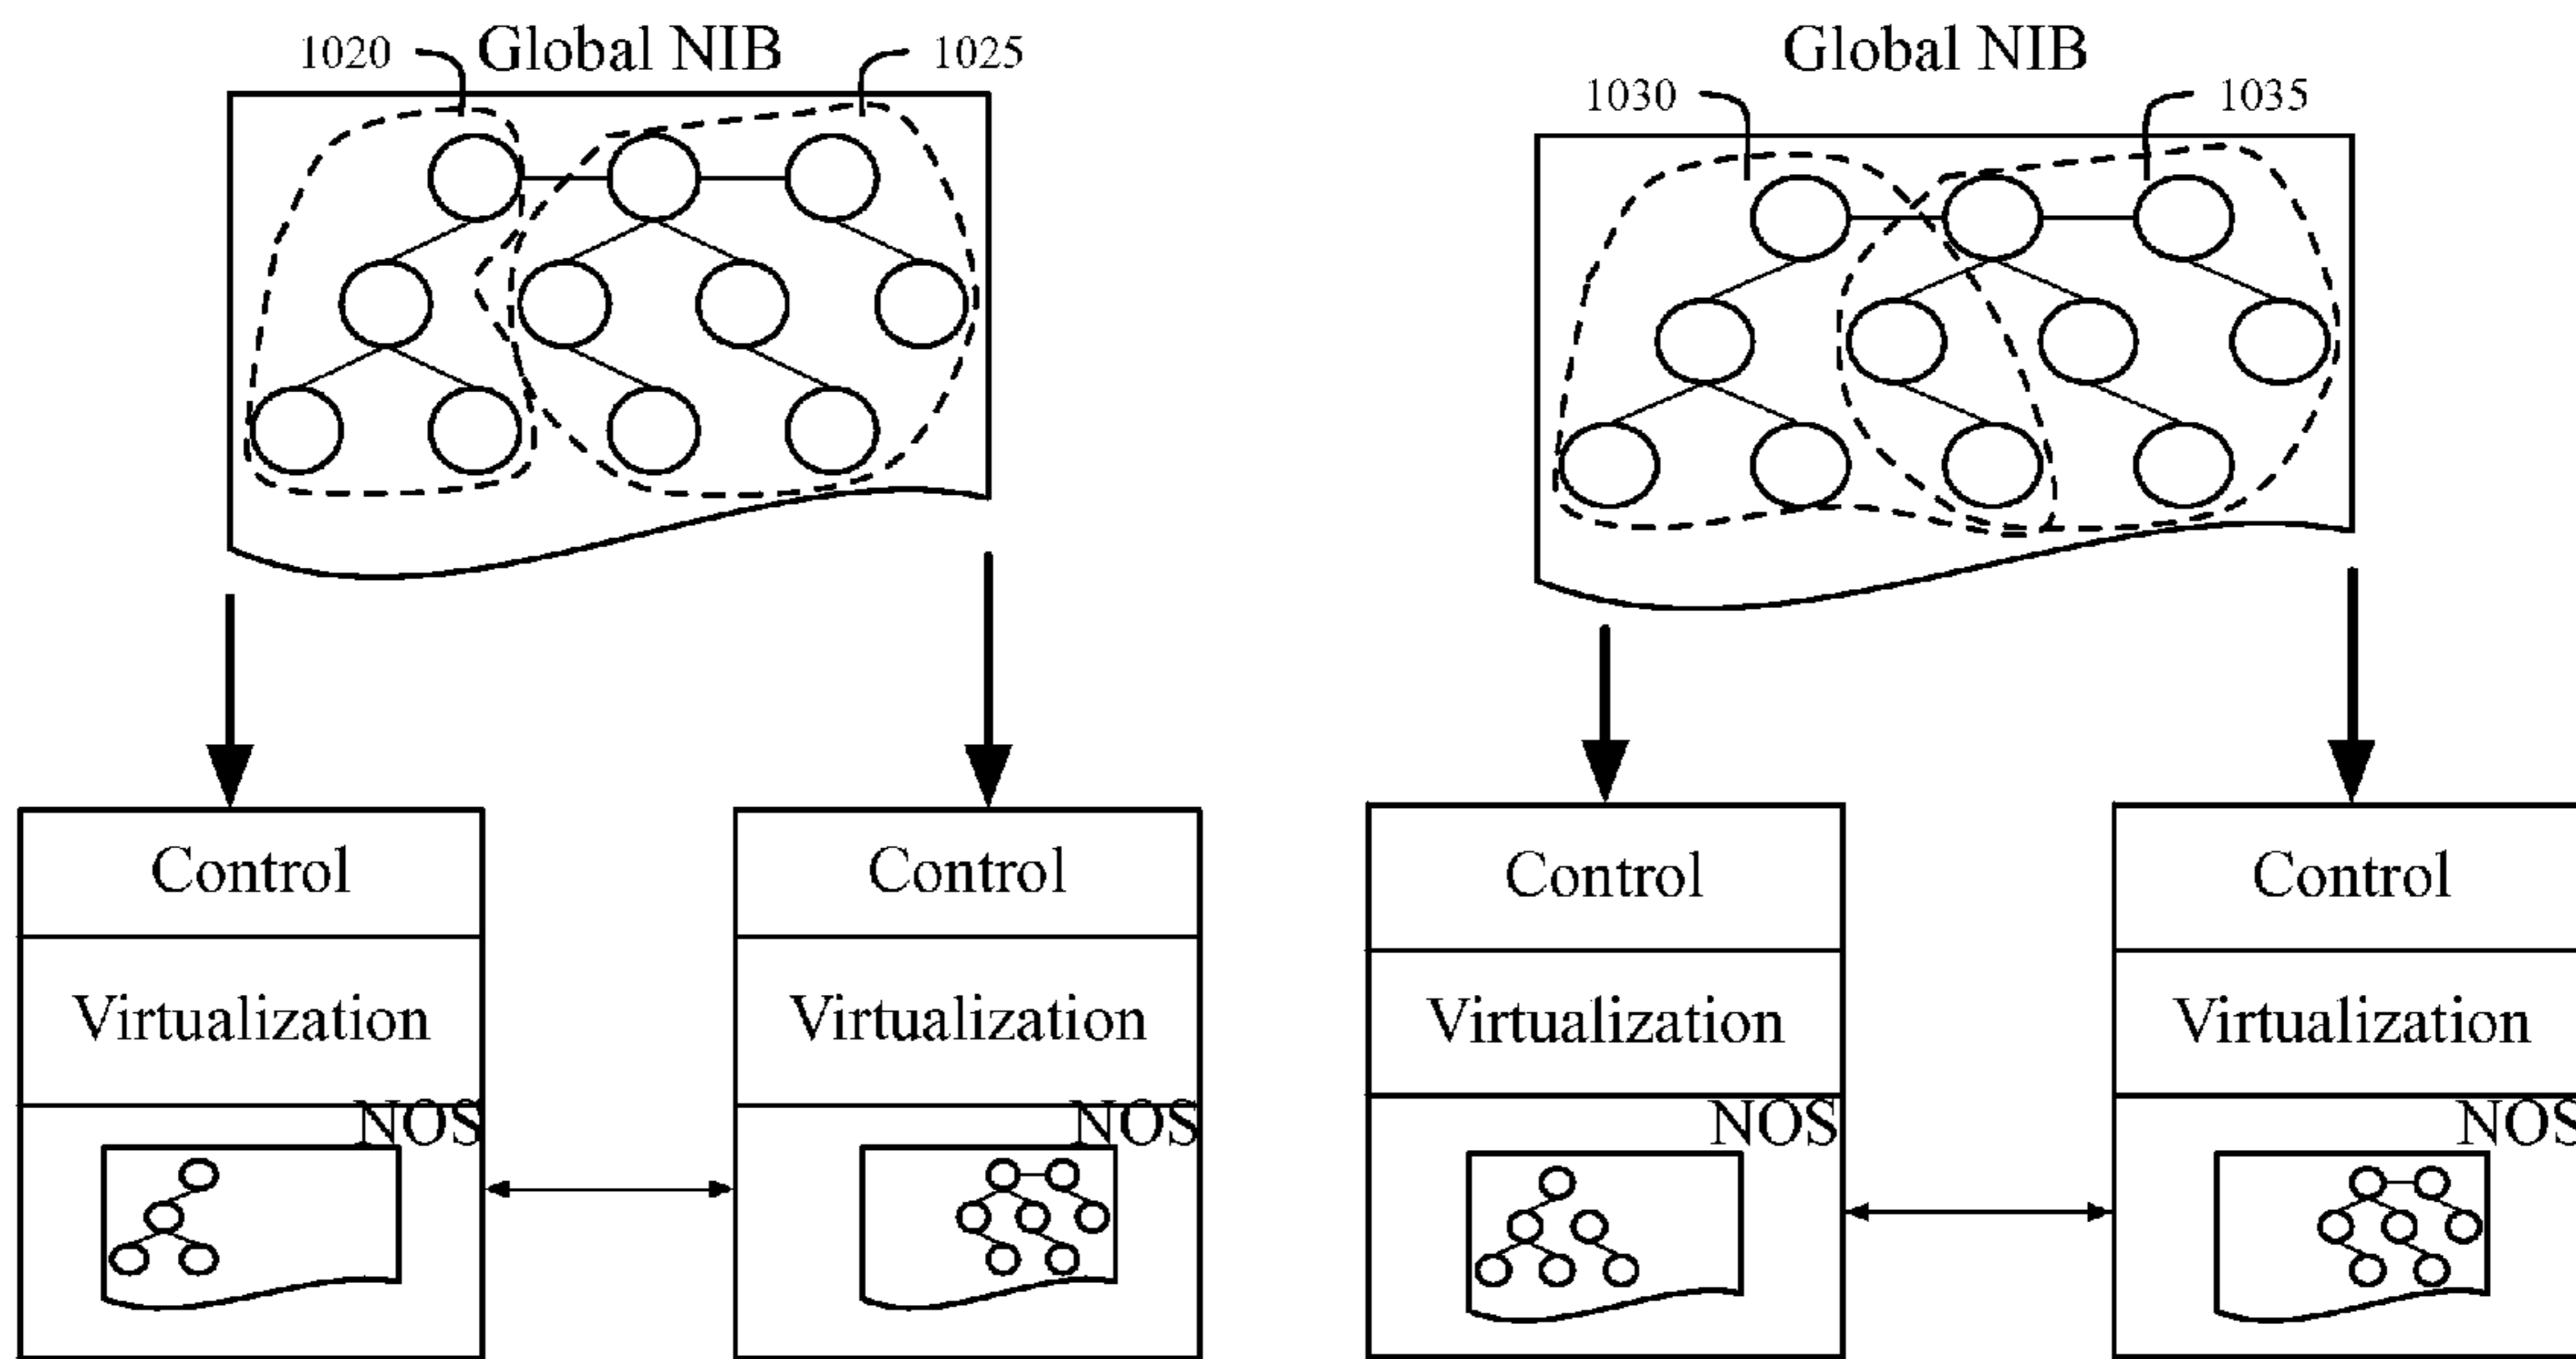 1020 Global NIB 1025
Global NIB
1030 1035
Control Control Control Control
Virtualization Virtualization Virtualization Virtualization
NOS NOS NOS NOS